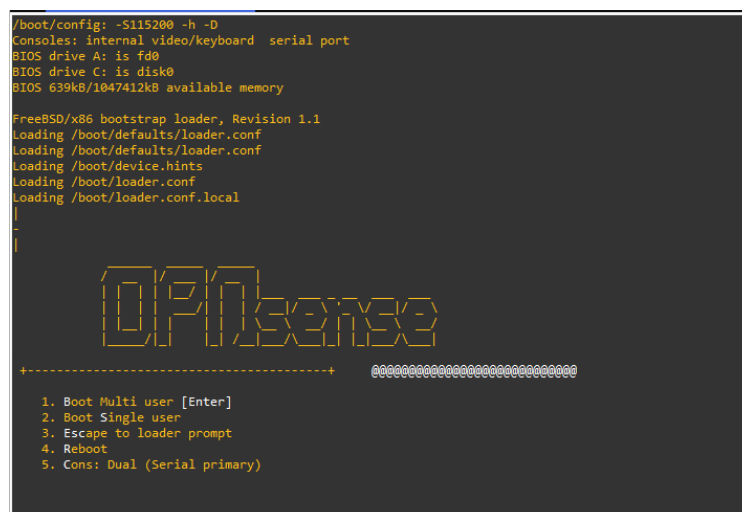 /boot/config: -S115200 -h -D
Consoles: internal video/keyboard  serial port
BIOS drive A: is fd0
BIOS drive C: is disk0
BIOS 639kB/1047412kB available memory
FreeBSD/x86 bootstrap loader, Revision 1.1
Loading /boot/defaults/loader.conf
Loading /boot/defaults/loader.conf
Loading /boot/device.hints
Loading /boot/loader.conf
Loading /boot/loader.conf.local
|
-
|
OPNsense
+-----------------------------------------+     @@@@@@@@@@@@@@@@@@@@@@@@@@@@
1. Boot Multi user [Enter]
2. Boot Single user
3. Escape to loader prompt
4. Reboot
5. Cons: Dual (Serial primary)